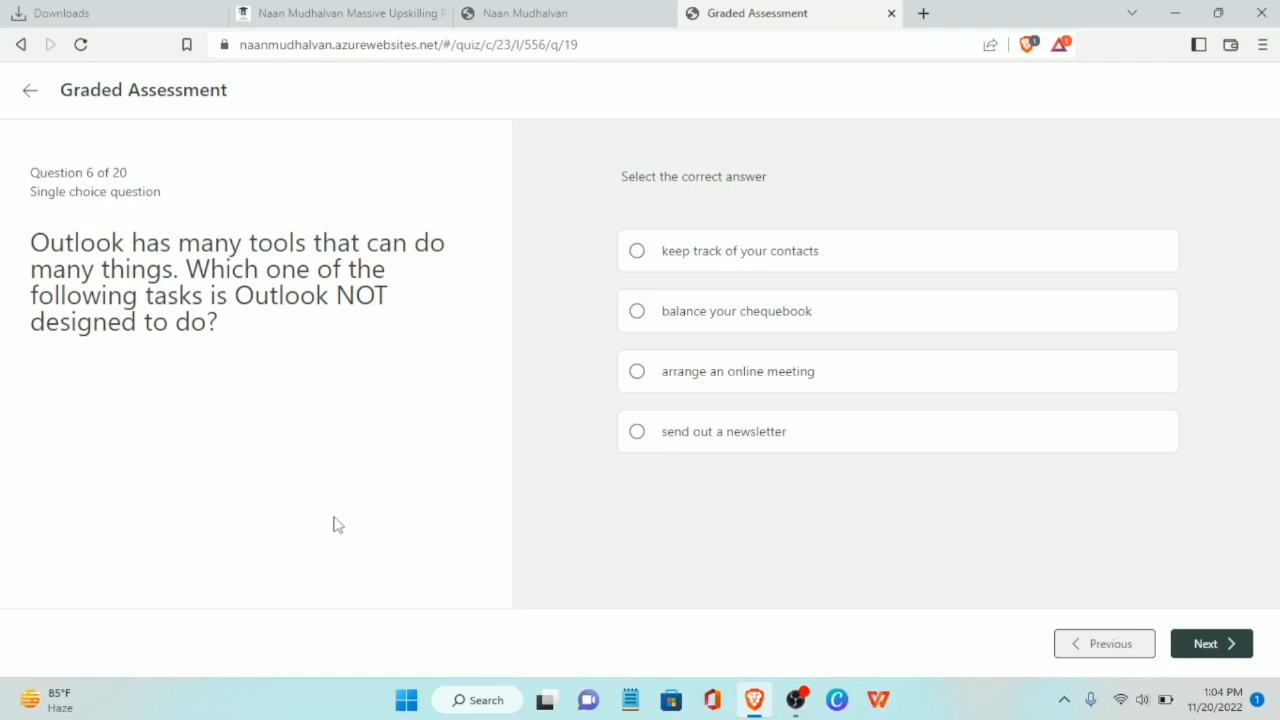 Downloads
Naan Mudhalvan Massive Upskilling P
Naan Mudhalvan
Graded Assessment
naanmudhalvan.azurewebsites.net/#/quiz/c/23/l/556/q/19
1
1
Graded Assessment
Question 6 of 20
Single choice question
Outlook has many tools that can do
many things. Which one of the
following tasks is Outlook NOT
designed to do?
Select the correct answer
keep track of your contacts
balance your chequebook
arrange an online meeting
send out a newsletter
Previous
Next
85°F
Haze
Search
1:04 PM
11/20/2022
1